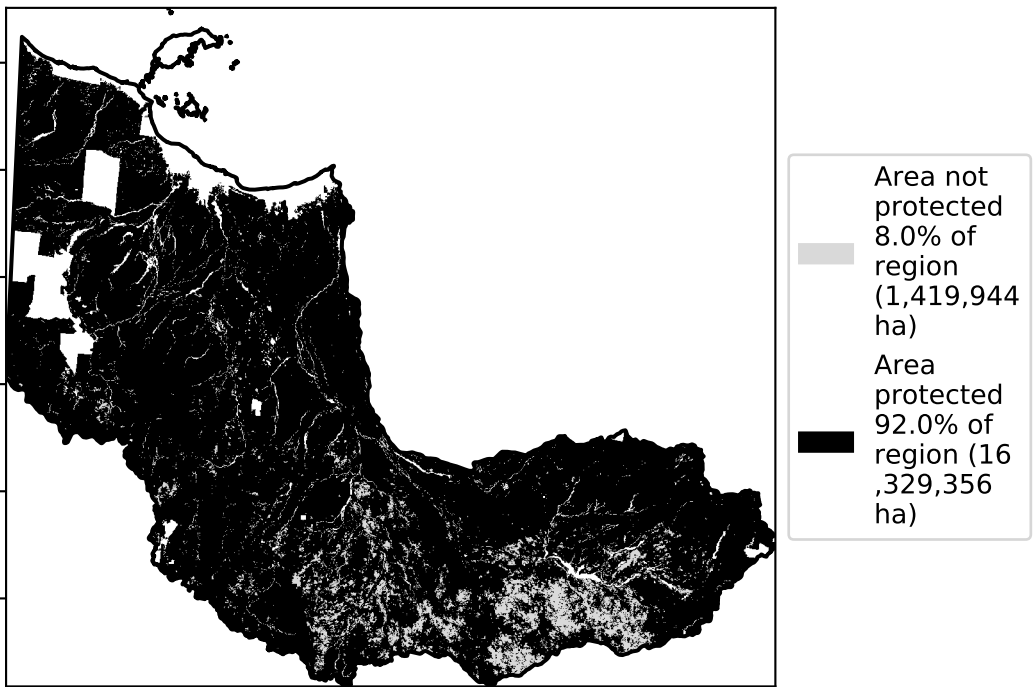 Area not
protected
8.0% of
region
(1,419,944
ha)
Area
protected
92.0% of
region (16
,329,356
ha)